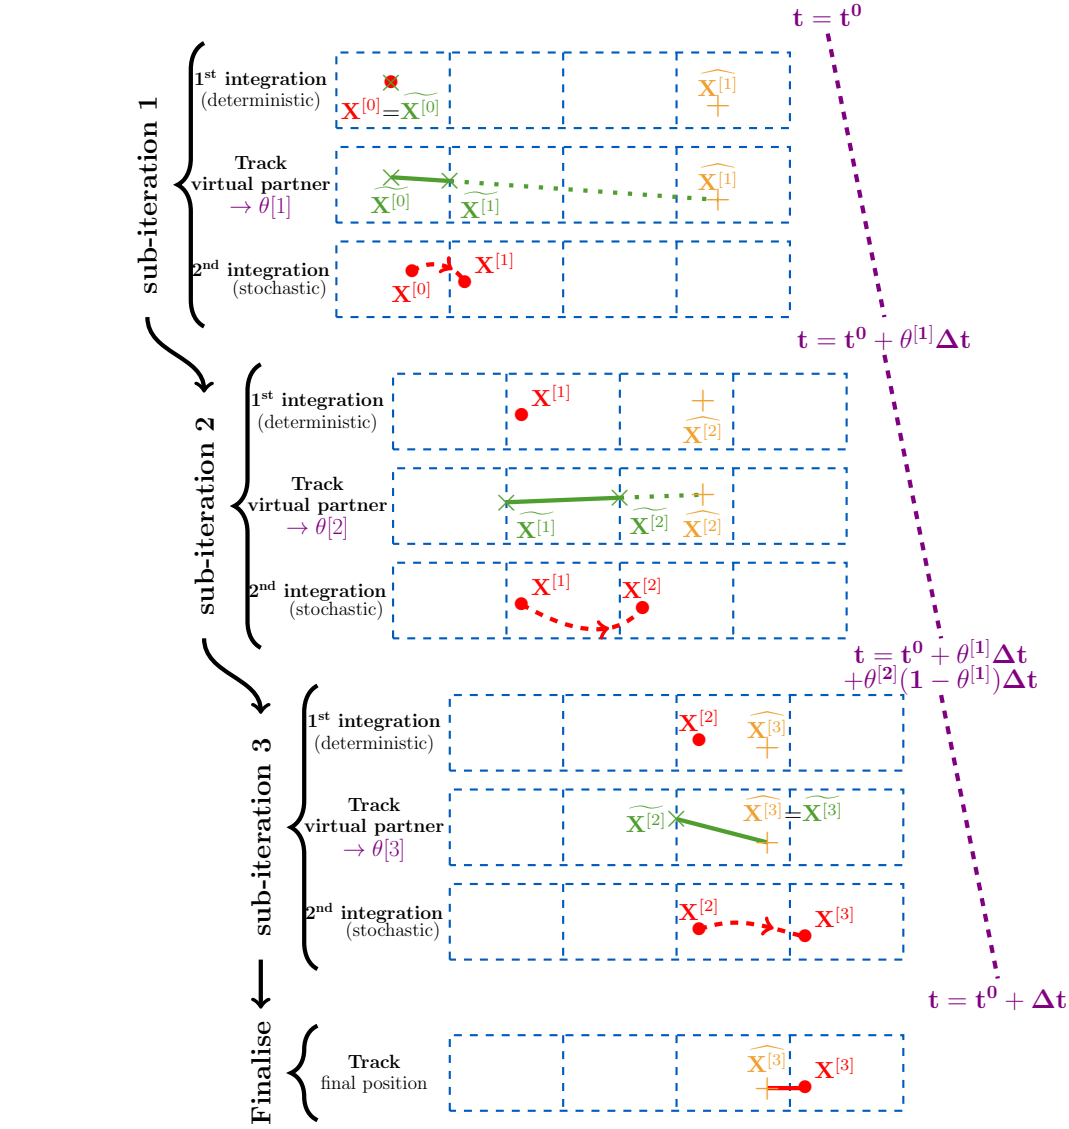 t = t⁰
sub-iteration 1
1ˢᵗ integration
(deterministic)
X^[0]=X̃^[0]
X̂^[1]
Track
virtual partner
→ θ[1]
X̃^[0]
X̃^[1]
X̂^[1]
2ⁿᵈ integration
(stochastic)
X^[0]
X^[1]
t = t⁰ + θ^[1]Δt
sub-iteration 2
1ˢᵗ integration
(deterministic)
X^[1]
X̂^[2]
Track
virtual partner
→ θ[2]
X̃^[1]
X̃^[2]
X̂^[2]
2ⁿᵈ integration
(stochastic)
X^[1]
X^[2]
t = t⁰ + θ^[1]Δt
+θ^[2](1 − θ^[1])Δt
sub-iteration 3
1ˢᵗ integration
(deterministic)
X^[2]
X̂^[3]
Track
virtual partner
→ θ[3]
X̃^[2]
X̂^[3]=X̃^[3]
2ⁿᵈ integration
(stochastic)
X^[2]
X^[3]
t = t⁰ + Δt
Finalise
Track
final position
X̂^[3]
X^[3]